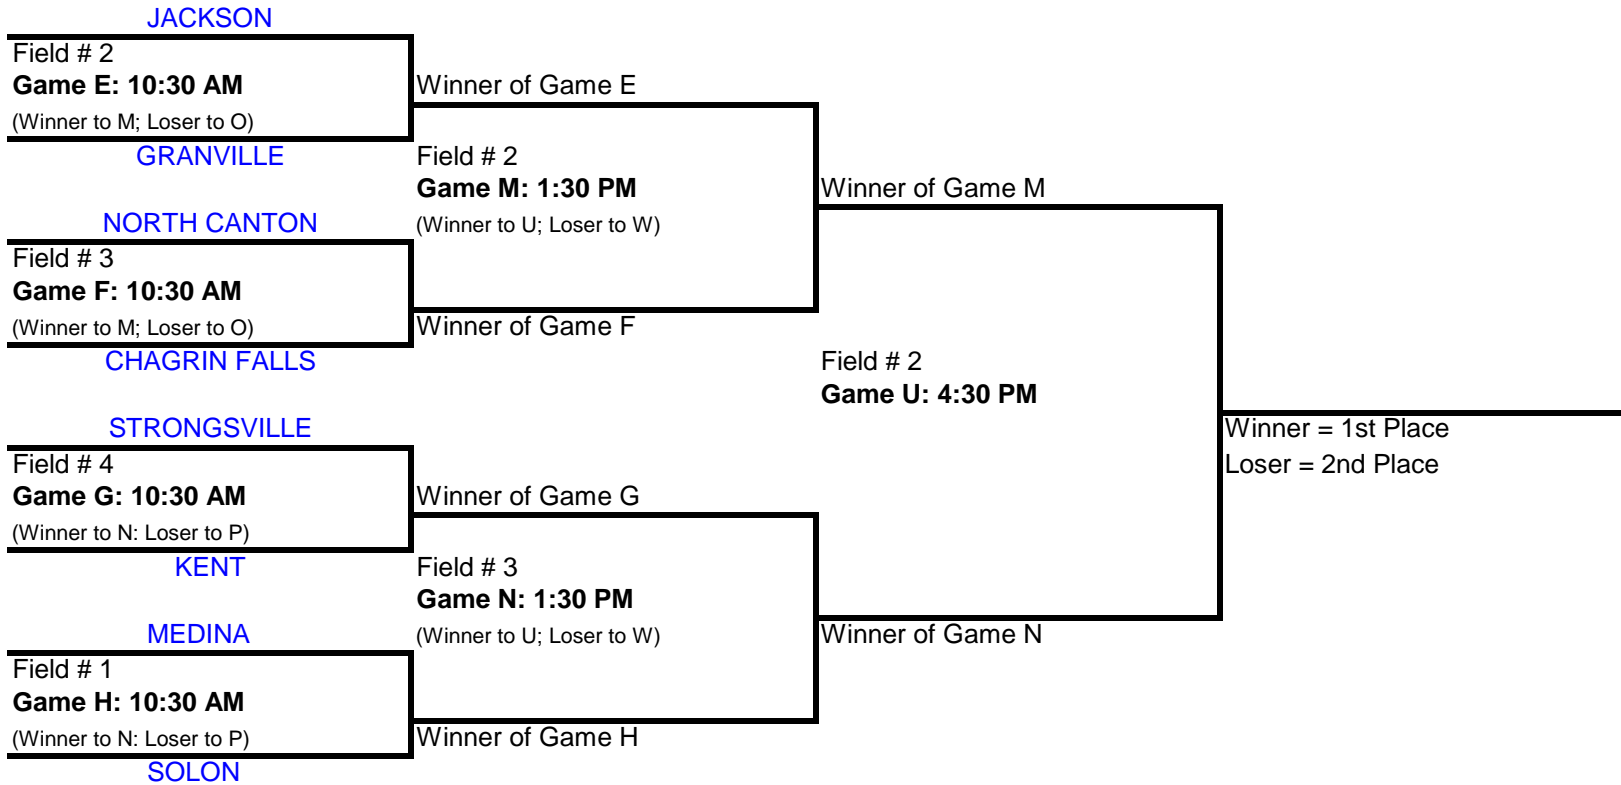 JACKSON
Field # 2
Game E: 10:30 AM
Winner of Game E
(Winner to M; Loser to O)
GRANVILLE
Field # 2
Game M: 1:30 PM
Winner of Game M
NORTH CANTON
(Winner to U; Loser to W)
Field # 3
Game F: 10:30 AM
(Winner to M; Loser to O)
Winner of Game F
CHAGRIN FALLS
Field # 2
Game U: 4:30 PM
STRONGSVILLE
Winner = 1st Place
Field # 4
Loser = 2nd Place
Game G: 10:30 AM
Winner of Game G
(Winner to N: Loser to P)
KENT
Field # 3
Game N: 1:30 PM
MEDINA
(Winner to U; Loser to W)
Winner of Game N
Field # 1
Game H: 10:30 AM
(Winner to N: Loser to P)
Winner of Game H
SOLON